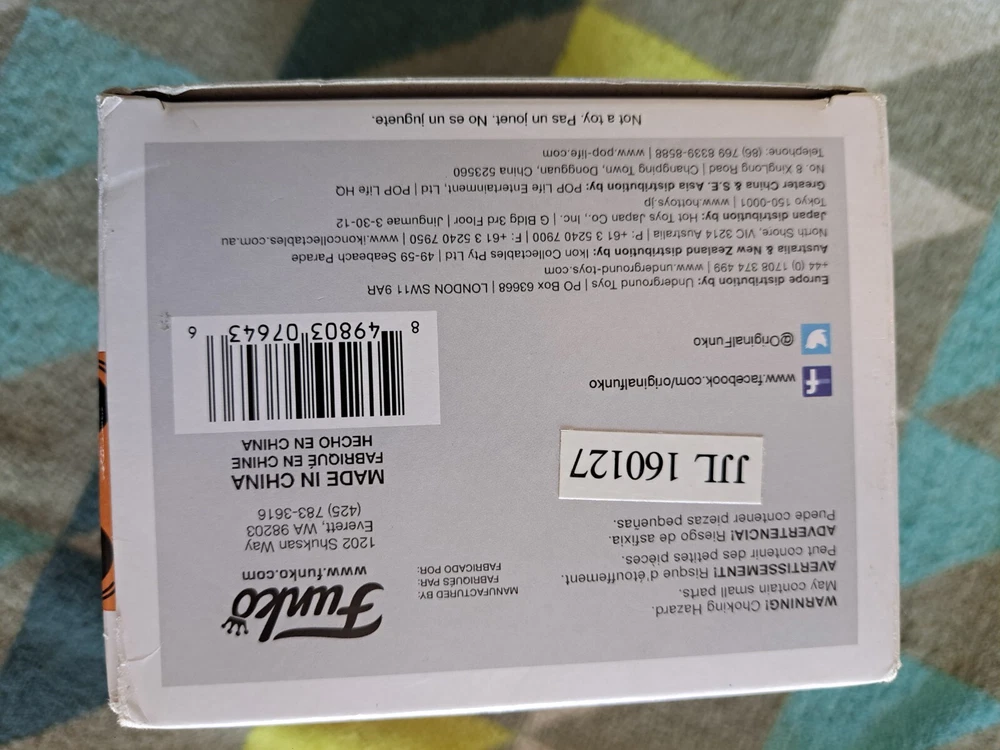 WARNING! Choking Hazard.
May contain small parts.
AVERTISSEMENT! Risque d'étouffement.
Peut contenir des petites pièces.
ADVERTENCIA! Riesgo de asfixia.
Puede contener piezas pequeñas.
MANUFACTURED BY:
FABRIQUÉS PAR:
FABRICADO POR:
Funko
www.funko.com
1202 Shuksan Way
Everett, WA 98203
(425) 783-3616
MADE IN CHINA
FABRIQUÉ EN CHINE
HECHO EN CHINA
JJL 160127
www.facebook.com/originalfunko
@OriginalFunko
8 49803 07643 6
Europe distribution by: Underground Toys | PO Box 63668 | LONDON SW11 9AR
+44 (0) 1708 374 499 | www.underground-toys.com
Australia & New Zealand distribution by: Ikon Collectables Pty Ltd | 49-59 Seabeach Parade
North Shore, VIC 3214 Australia | P: +61 3 5240 7900 | F: +61 3 5240 7950 | www.ikoncollectables.com.au
Japan distribution by: Hot Toys Japan Co., Inc. | G Bldg 3rd Floor | Jingumae 3-30-12
Tokyo 150-0001 | www.hottoys.jp
Greater China & S.E. Asia distribution by: POP Life Entertainment, Ltd | POP Life HQ
No. 8 XingLong Road | Changping Town, Dongguan, China 523560
Telephone: (86) 769 8339-8588 | www.pop-life.com
Not a toy. Pas un jouet. No es un juguete.